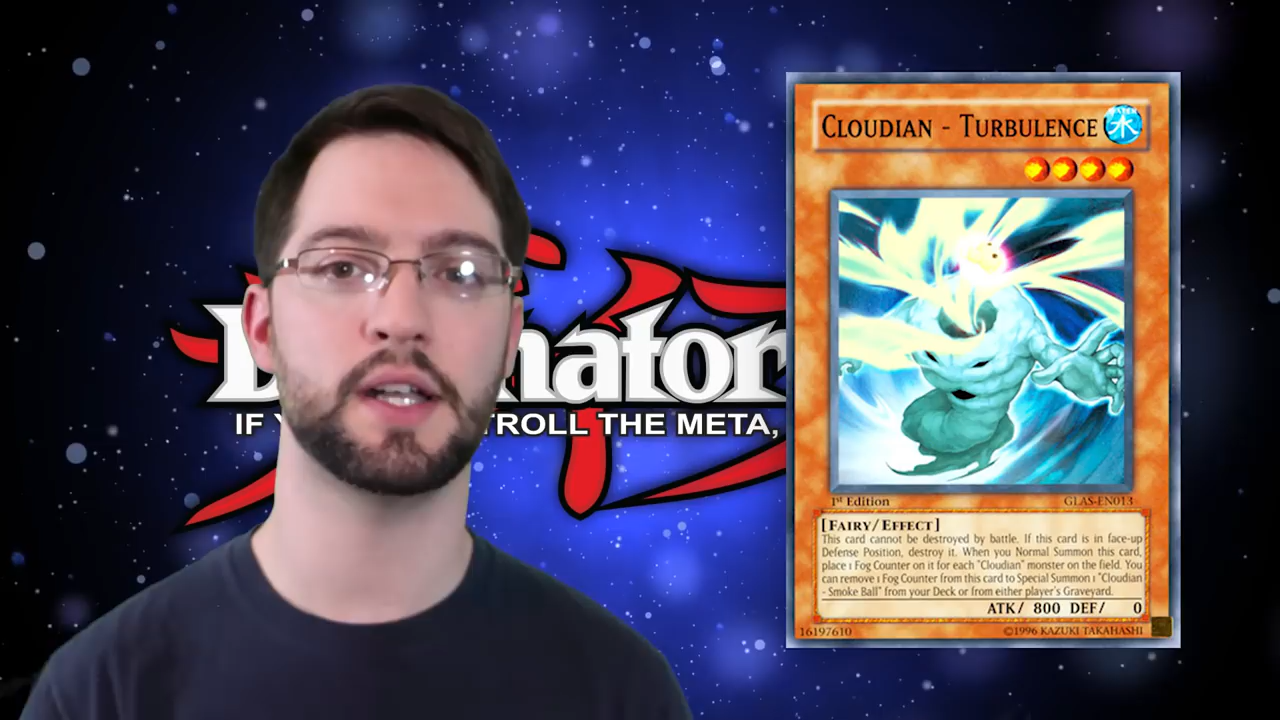 CLOUDIAN - TURBULENCE
WATER
水
IF Y TROLL THE META,
1st Edition
GLAS-EN013
[FAIRY/EFFECT]
This card cannot be destroyed by battle. If this card is in face-up
Defense Position, destroy it. When you Normal Summon this card,
place 1 Fog Counter on it for each "Cloudian" monster on the field. You
can remove 1 Fog Counter from this card to Special Summon 1 "Cloudian
- Smoke Ball" from your Deck or from either player's Graveyard.
ATK/ 800 DEF/ 0
16197610
©1996 KAZUKI TAKAHASHI